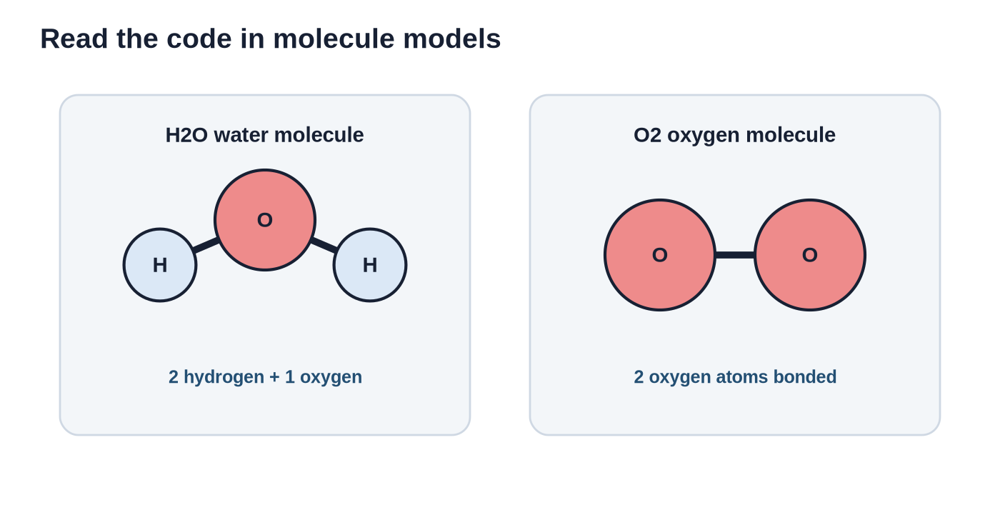 Read the code in molecule models
H2O water molecule
O
H
H
2 hydrogen + 1 oxygen
O2 oxygen molecule
O
O
2 oxygen atoms bonded